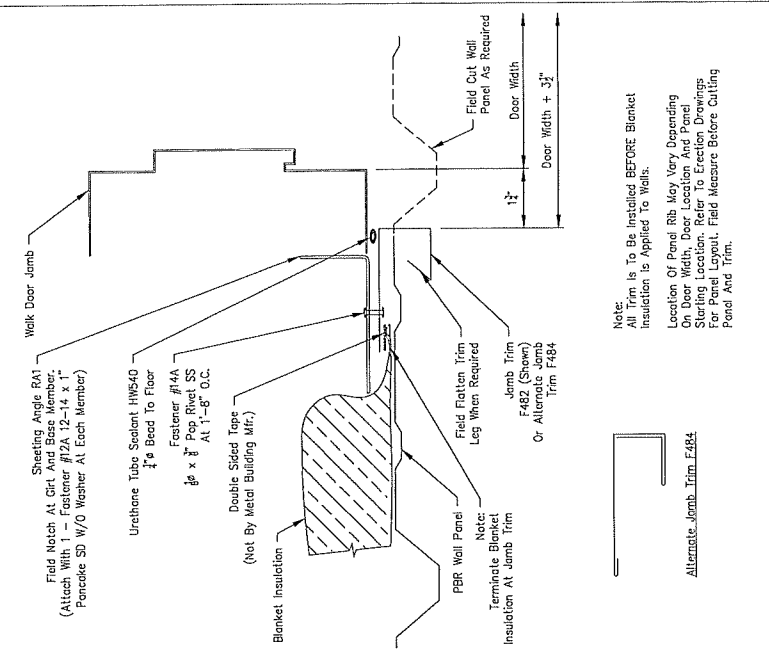 Sheeting Angle RA1
Field Notch At Girt And Base Member.
(Attach With 1 - Fastener #12A 12-14 x 1"
Pancake SD W/O Washer At Each Member)
Walk Door Jamb
Urethane Tube Sealant HW540
1/4"ø Bead To Floor
Fastener #14A
1/8ø x 3/8" Pop Rivet SS
At 1'-8" O.C.
Double Sided Tape
(Not By Metal Building Mfr.)
Blanket Insulation
PBR Wall Panel
Note:
Terminate Blanket
Insulation At Jamb Trim
Field Flatten Trim
Leg When Required
Jamb Trim
F482 (Shown)
Or Alternate Jamb
Trim F484
Field Cut Wall
Panel As Required
Door Width
1 3/4"
Door Width + 3 1/2"
Note:
All Trim Is To Be Installed BEFORE Blanket
Insulation Is Applied To Walls.
Location Of Panel Rib May Vary Depending
On Door Width, Door Location And Panel
Starting Location. Refer To Erection Drawings
For Panel Layout. Field Measure Before Cutting
Panel And Trim.
Alternate Jamb Trim F484